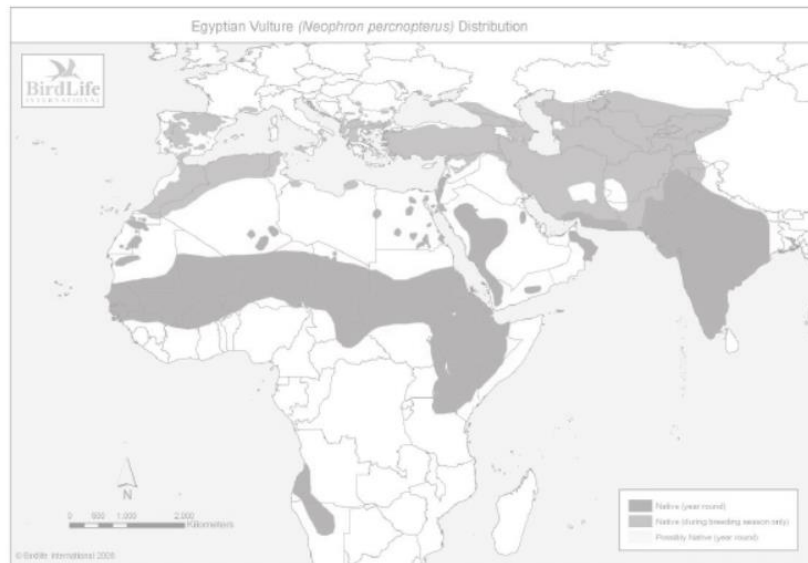 Egyptian Vulture (Neophron percnopterus) Distribution
BirdLife
INTERNATIONAL
N
0 500 1.000 2.000
Kilometers
Native (year round)
Native (during breeding season only)
Possibly Native (year round)
© Birdlife International 2008